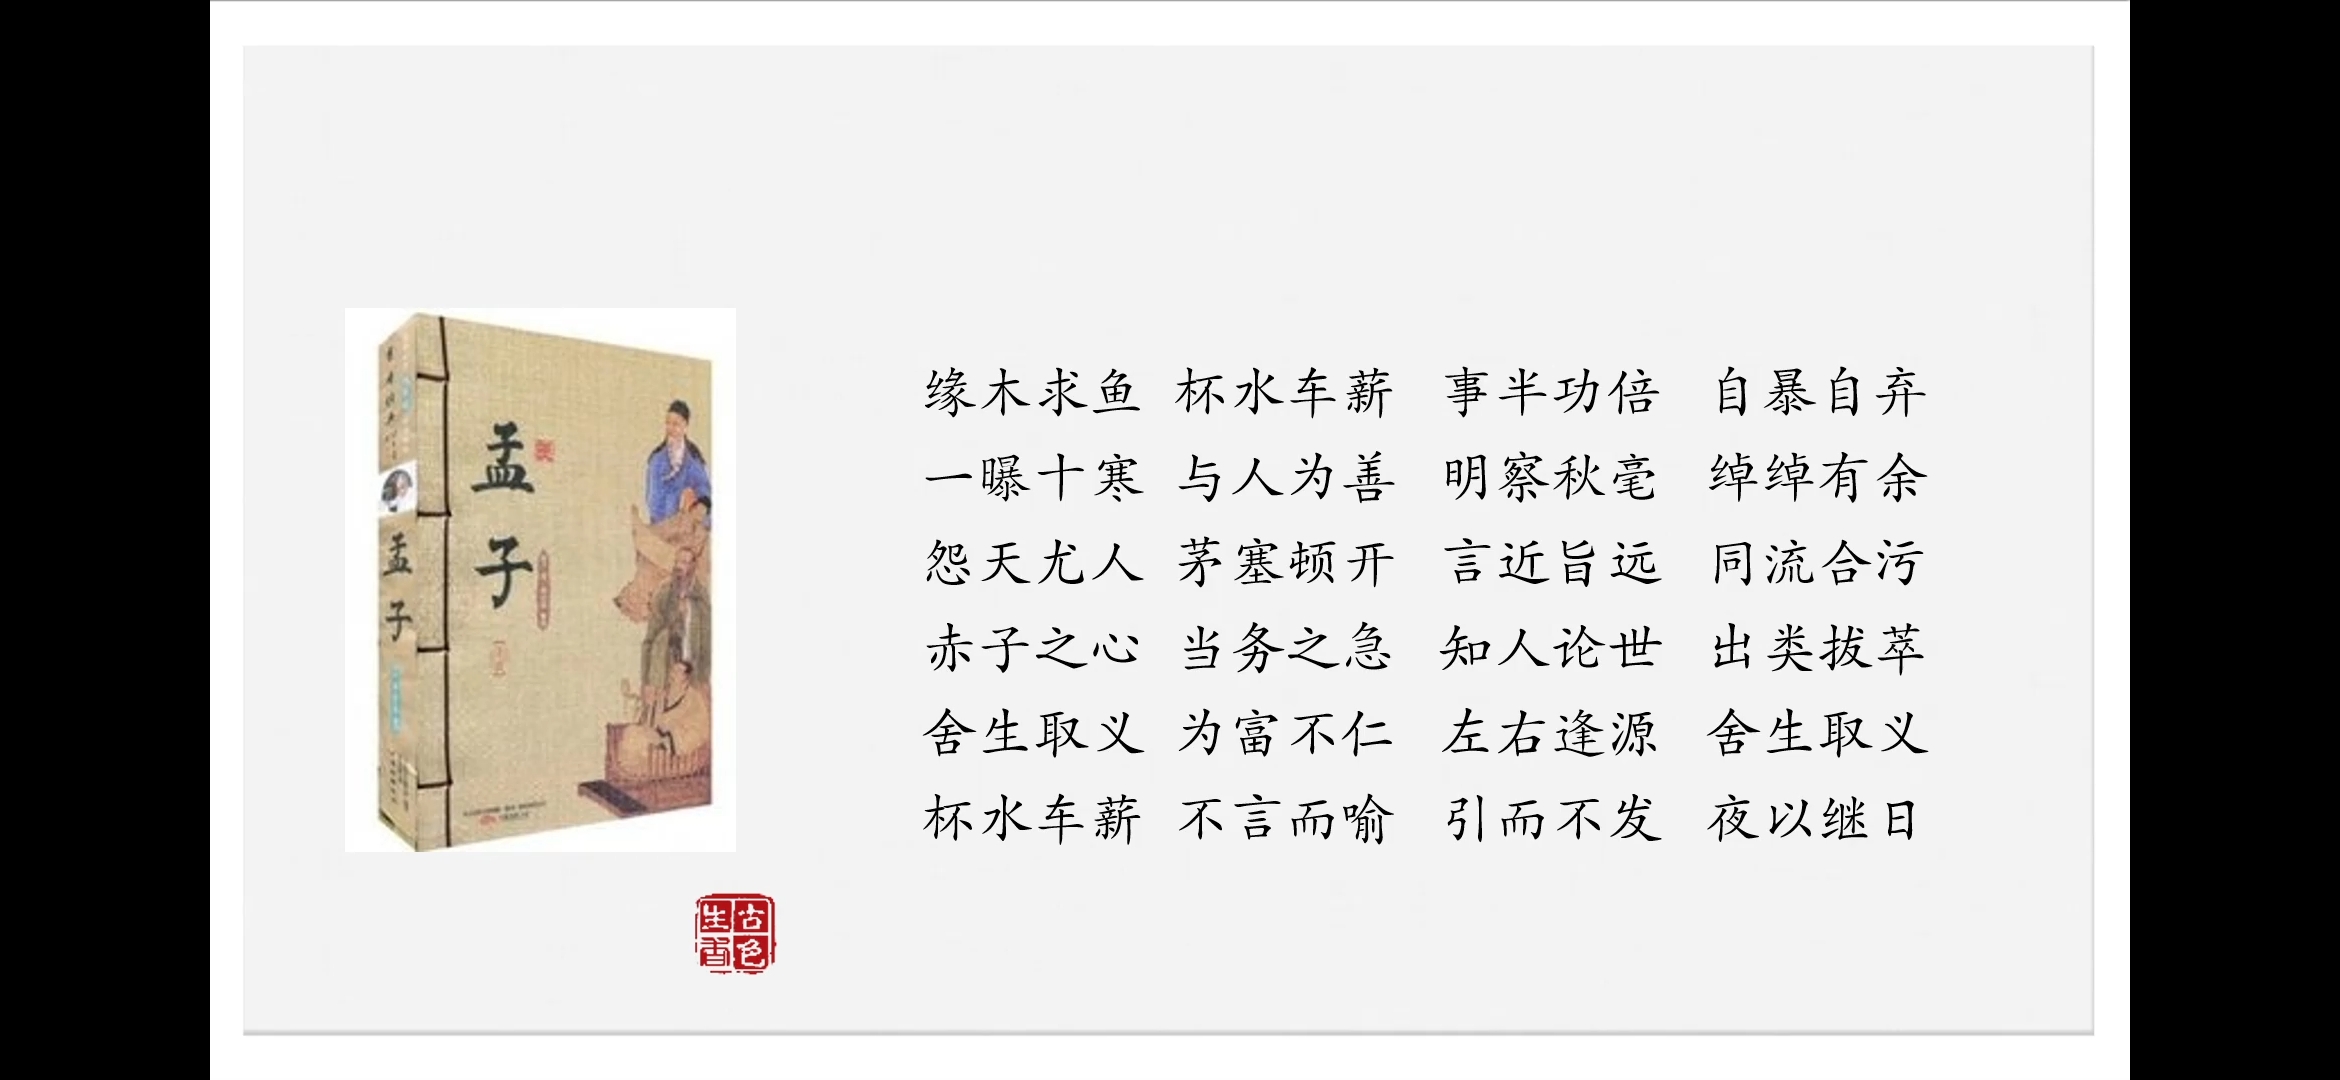 孟子
孟子
缘木求鱼 杯水车薪 事半功倍 自暴自弃
一曝十寒 与人为善 明察秋毫 绰绰有余
怨天尤人 茅塞顿开 言近旨远 同流合污
赤子之心 当务之急 知人论世 出类拔萃
舍生取义 为富不仁 左右逢源 舍生取义
杯水车薪 不言而喻 引而不发 夜以继日
古色
生香